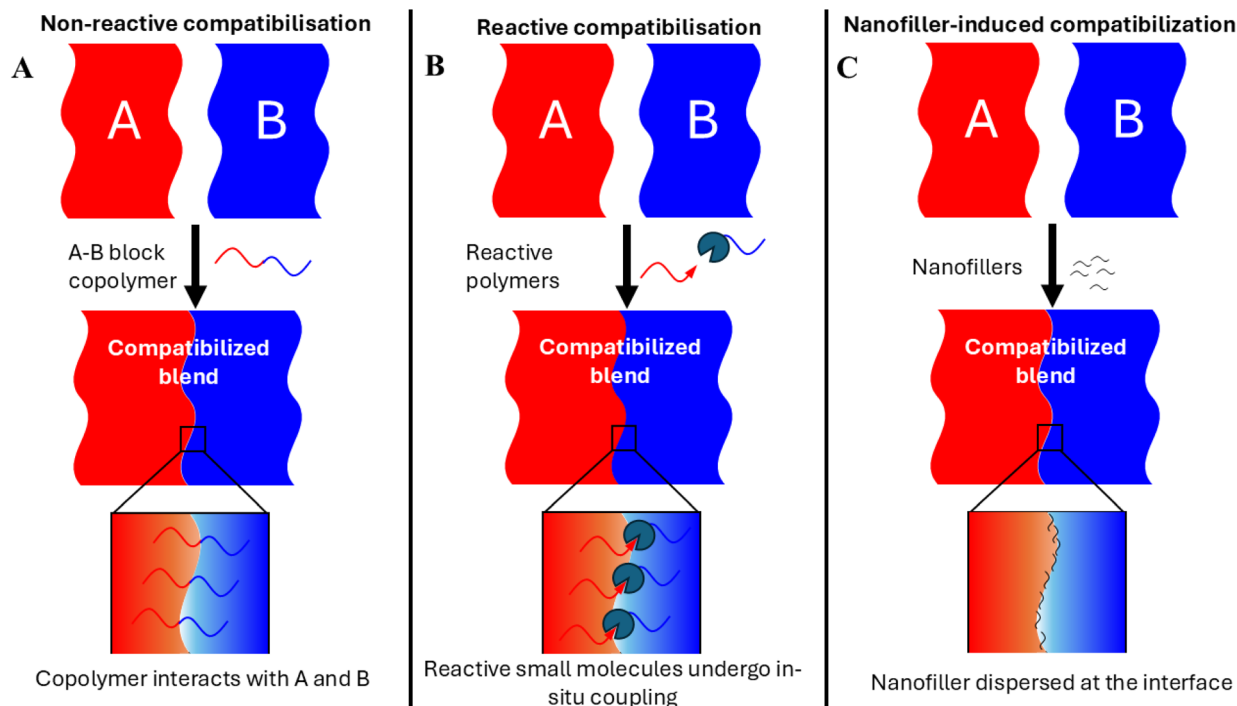 Non-reactive compatibilisation
A
A
B
A-B block
copolymer
Compatibilized
blend
Copolymer interacts with A and B
Reactive compatibilisation
B
A
B
Reactive
polymers
Compatibilized
blend
Reactive small molecules undergo in-
situ coupling
Nanofiller-induced compatibilization
C
A
B
Nanofillers
Compatibilized
blend
Nanofiller dispersed at the interface